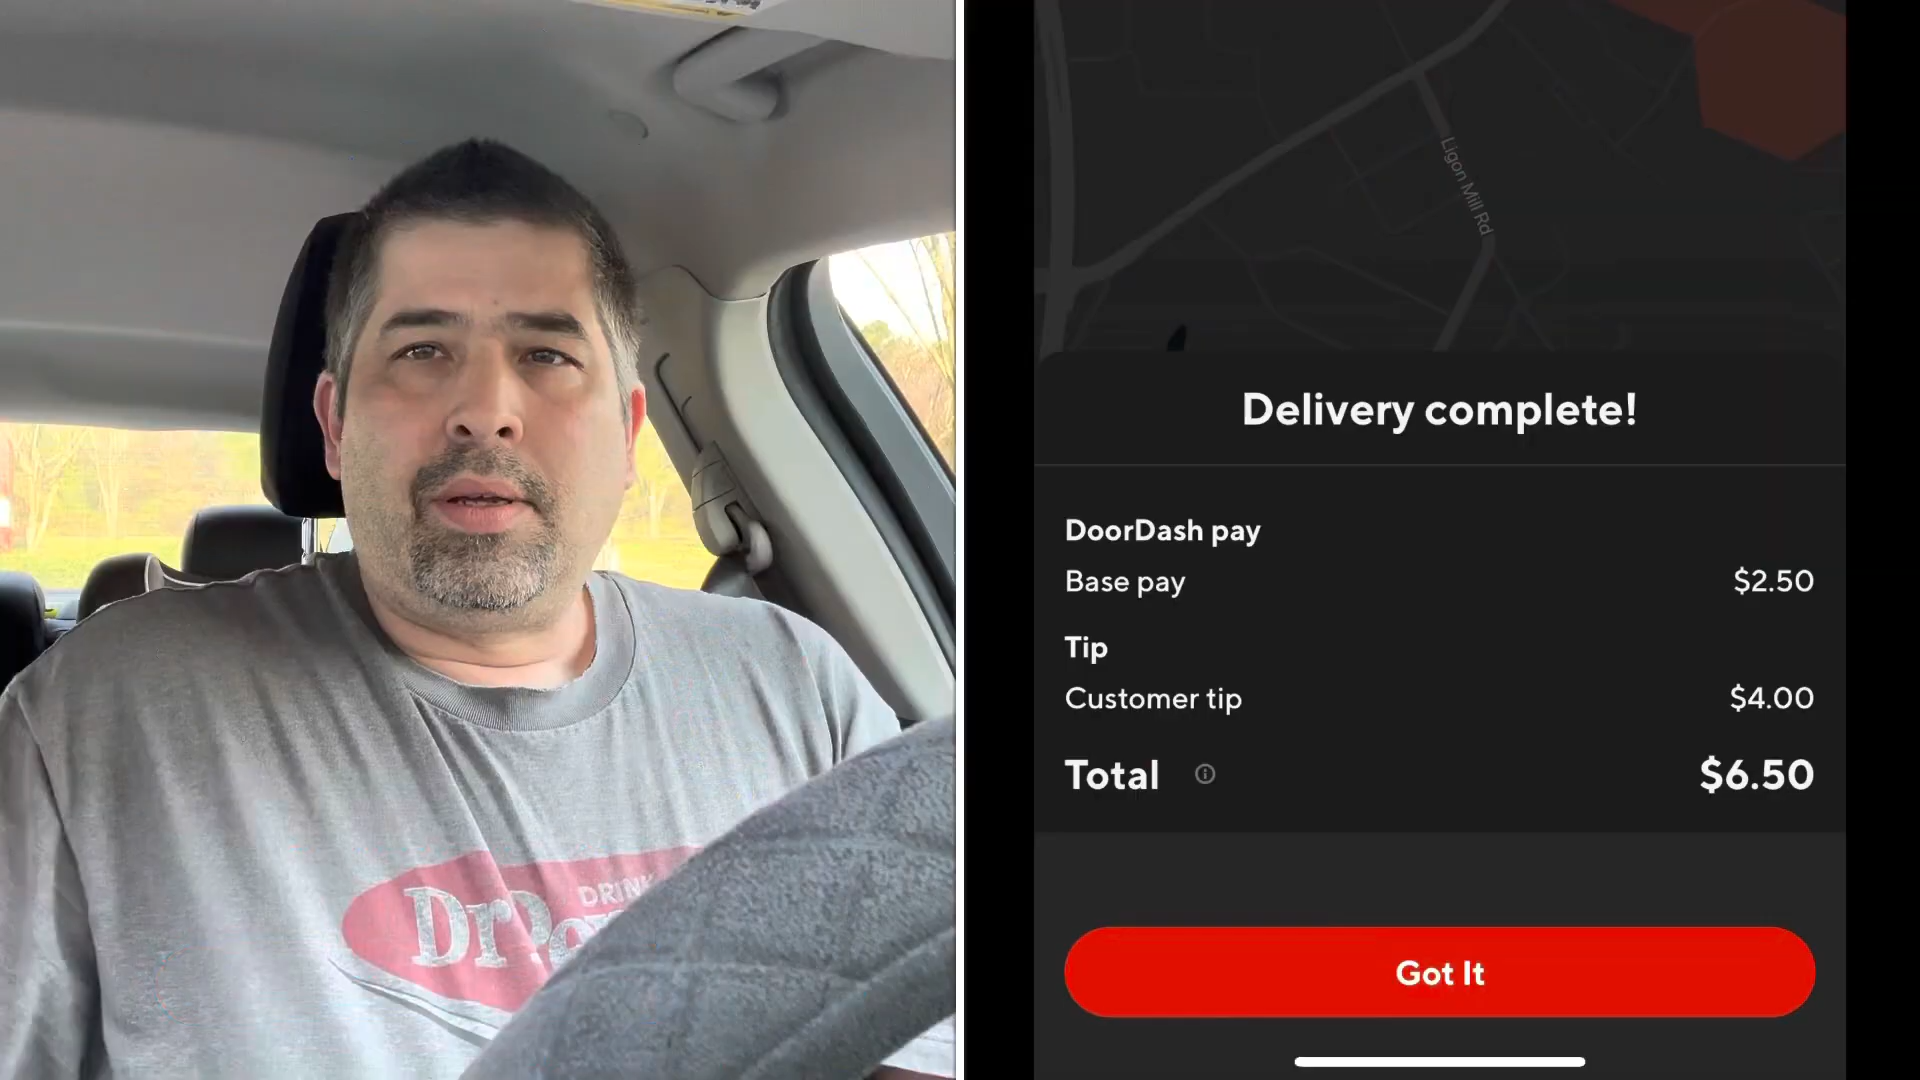 DRINK
Dr
Ligon Mill Rd
Delivery complete!
DoorDash pay
Base pay $2.50
Tip
Customer tip $4.00
Total $6.50
Got It